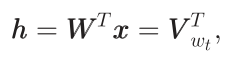 h = W^T x = V_{w_t}^T,